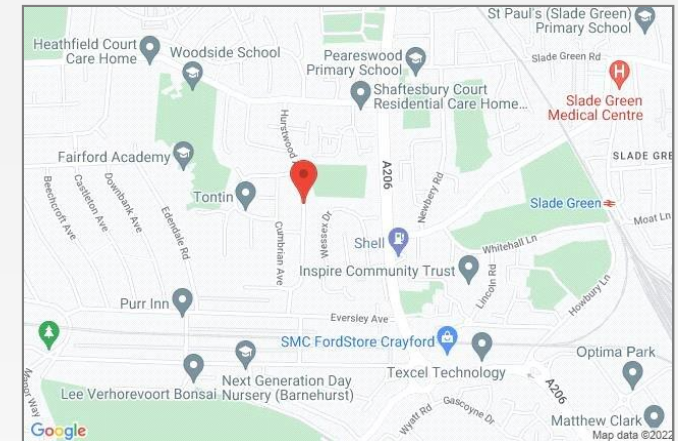 St Paul's (Slade Green)
Primary School
Heathfield Court
Care Home
Woodside School
Peareswood
Primary School
Slade Green Rd
Shaftesbury Court
Residential Care Home...
Slade Green
Medical Centre
Hurstwood
Fairford Academy
SLADE GRE
A206
Newbery Rd
Tontin
Slade Green
Moat Ln
Beechcroft Ave
Castleton Ave
Downbank Ave
Edendale Rd
Cumbrian Ave
Wessex Dr
Shell
Whitehall Ln
Inspire Community Trust
Lincoln Rd
Howbury Ln
Purr Inn
Eversley Ave
SMC FordStore Crayford
Texcel Technology
Optima Park
Manor Way
Lee Verhorevoort Bonsai
Next Generation Day
Nursery (Barnehurst)
A206
Wyatt Rd
Gascoyne Dr
Matthew Clark
Google
Map data ©2022